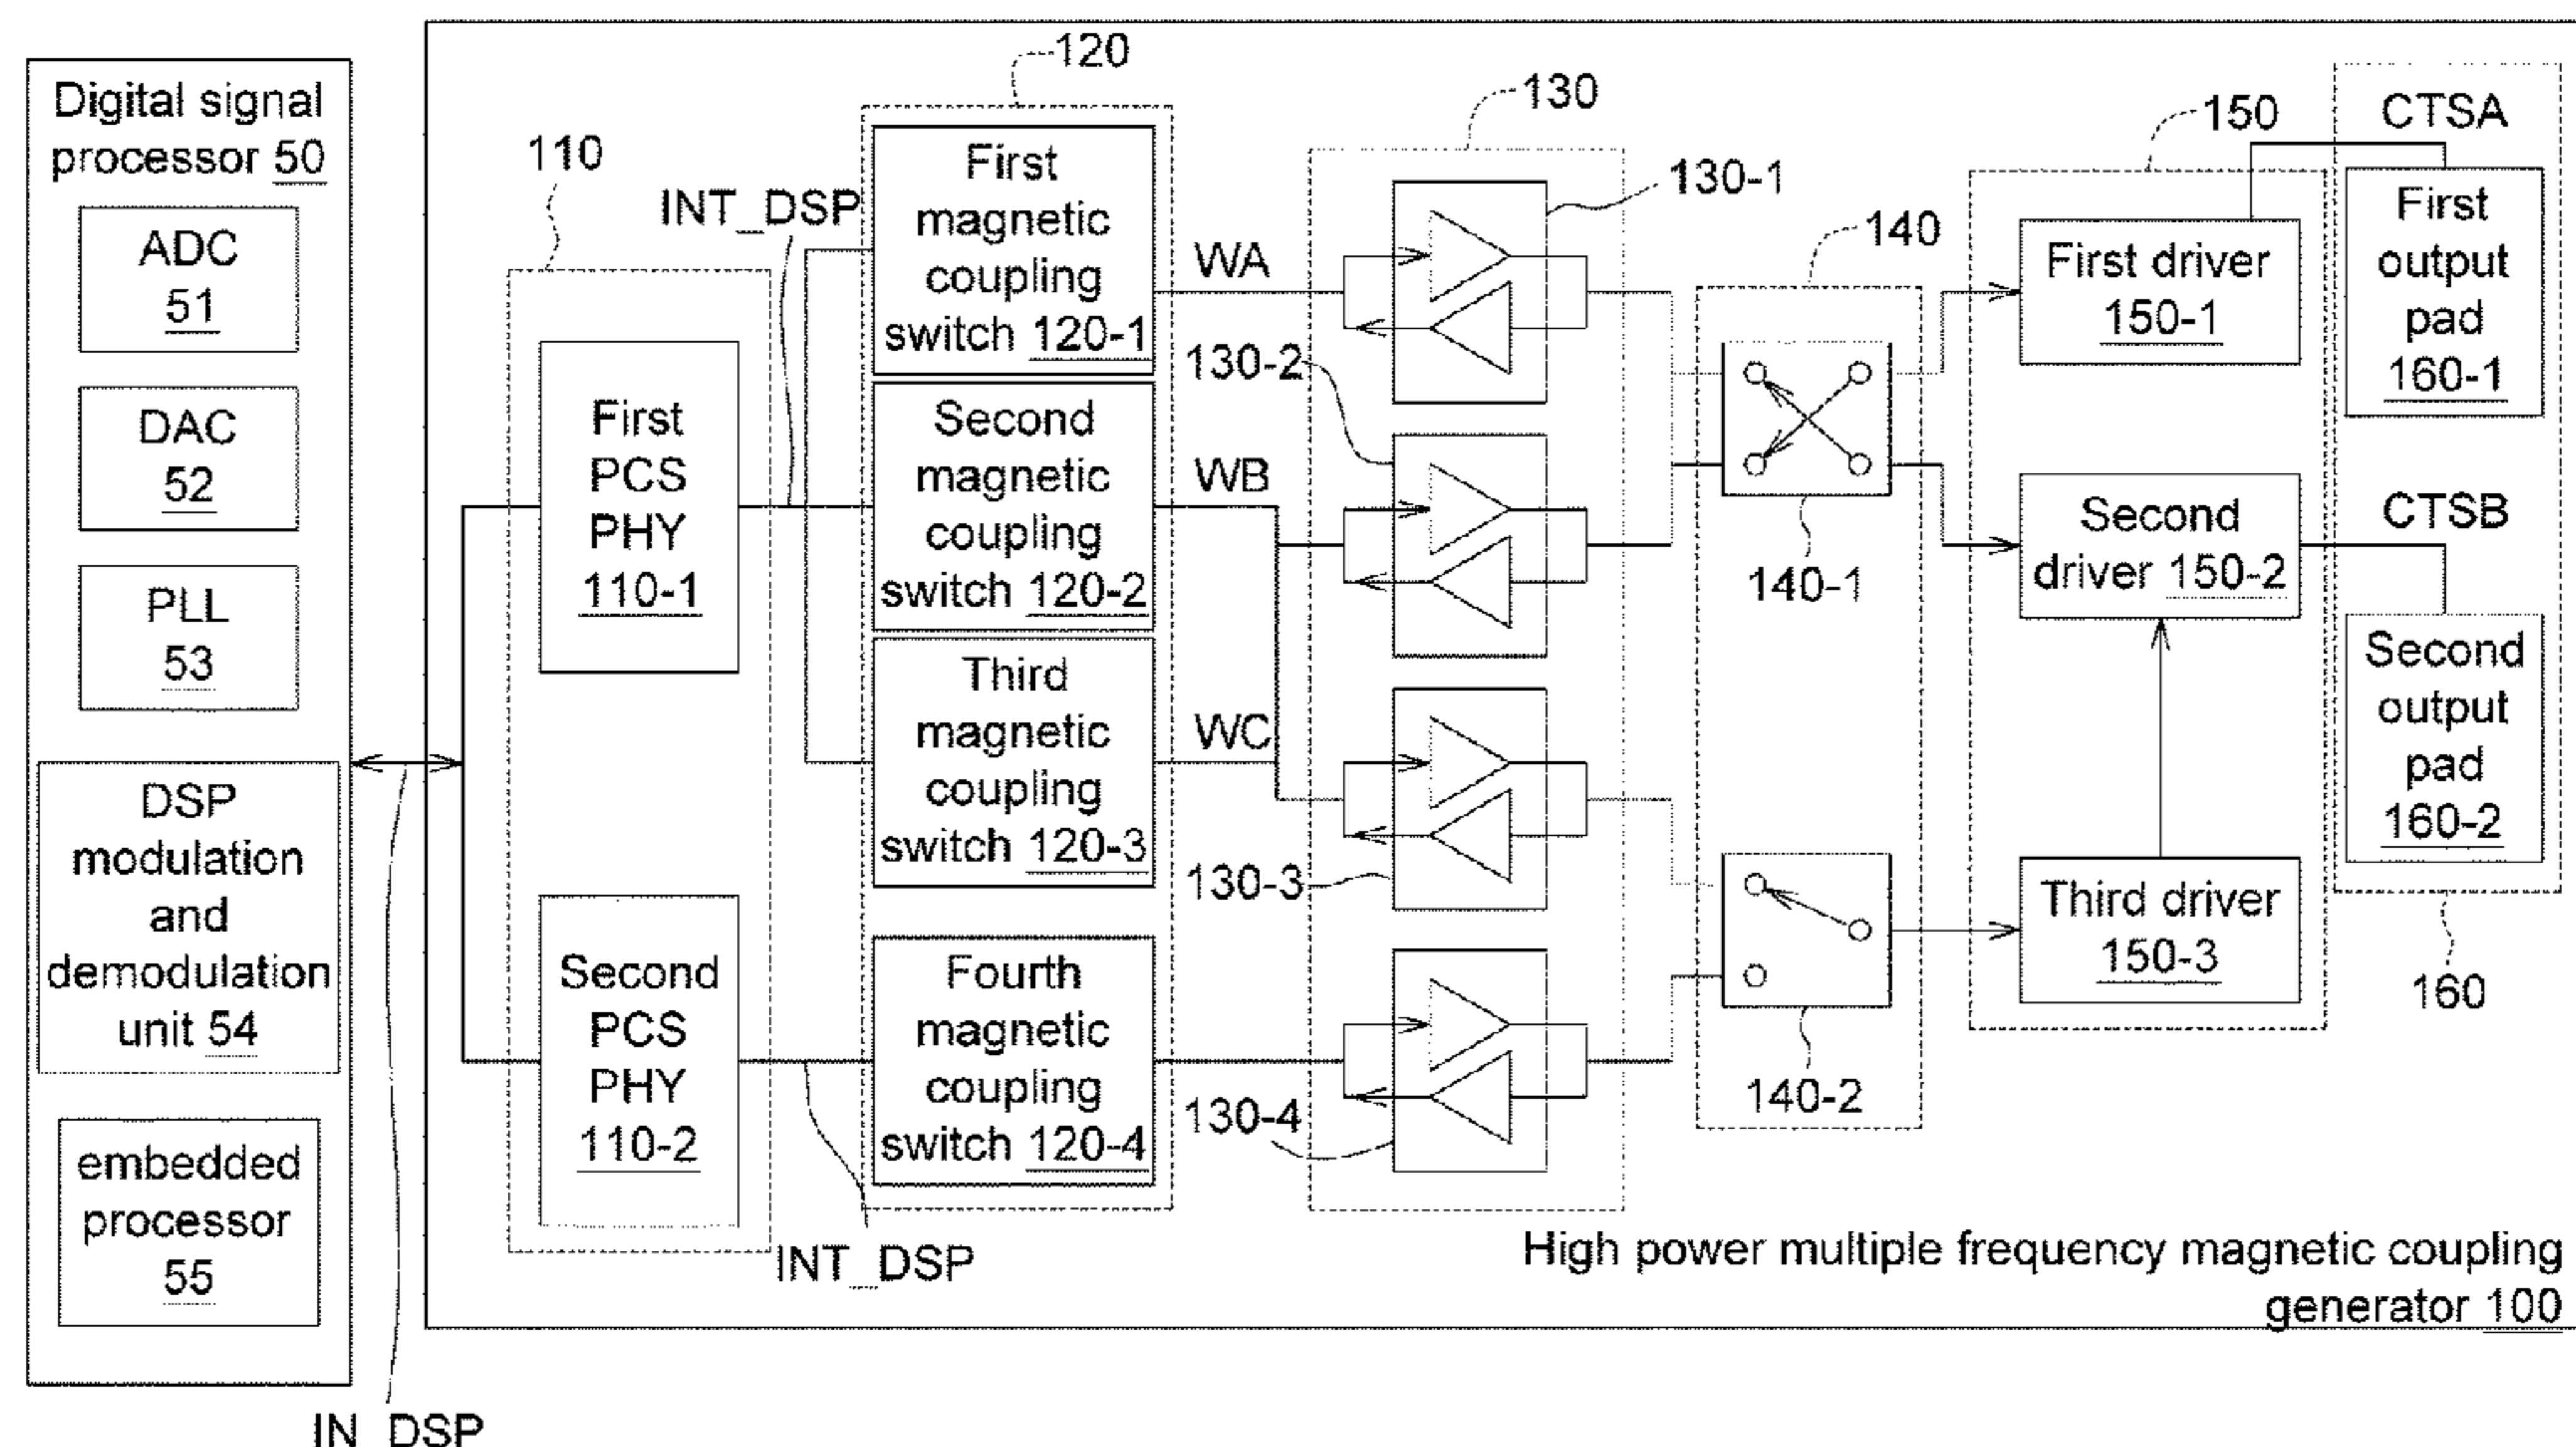 Digital signal
processor 50
ADC
51
DAC
52
PLL
53
DSP
modulation
and
demodulation
unit 54
embedded
processor
55
IN_DSP
110
First
PCS
PHY
110-1
Second
PCS
PHY
110-2
INT_DSP
INT_DSP
120
First
magnetic
coupling
switch 120-1
Second
magnetic
coupling
switch 120-2
Third
magnetic
coupling
switch 120-3
Fourth
magnetic
coupling
switch 120-4
WA
WB
WC
130
130-1
130-2
130-3
130-4
140
140-1
140-2
150
First driver
150-1
Second
driver 150-2
Third driver
150-3
CTSA
First
output
pad
160-1
CTSB
Second
output
pad
160-2
160
High power multiple frequency magnetic coupling
generator 100